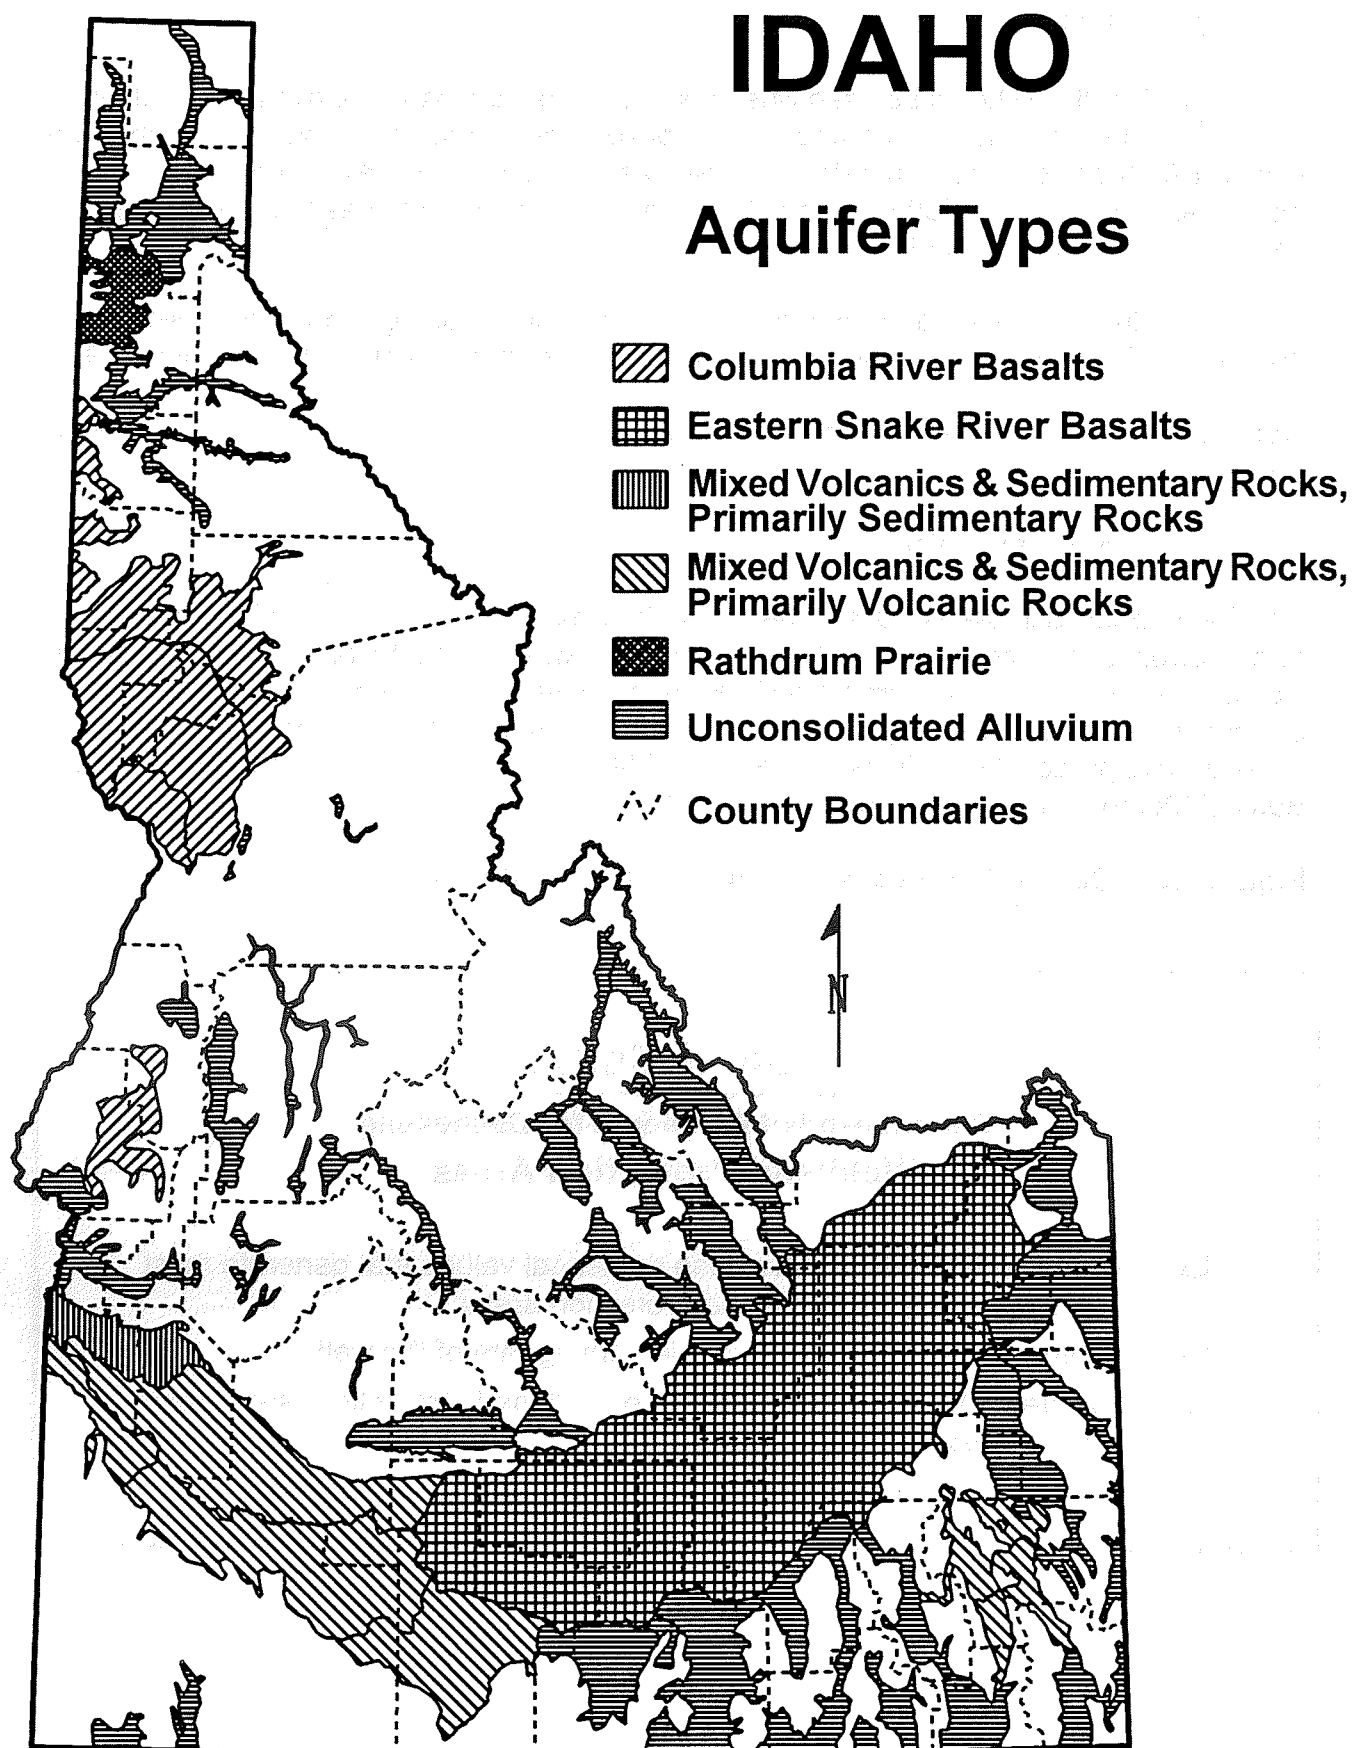 IDAHO
Aquifer Types
Columbia River Basalts
Eastern Snake River Basalts
Mixed Volcanics & Sedimentary Rocks,
Primarily Sedimentary Rocks
Mixed Volcanics & Sedimentary Rocks,
Primarily Volcanic Rocks
Rathdrum Prairie
Unconsolidated Alluvium
County Boundaries
N